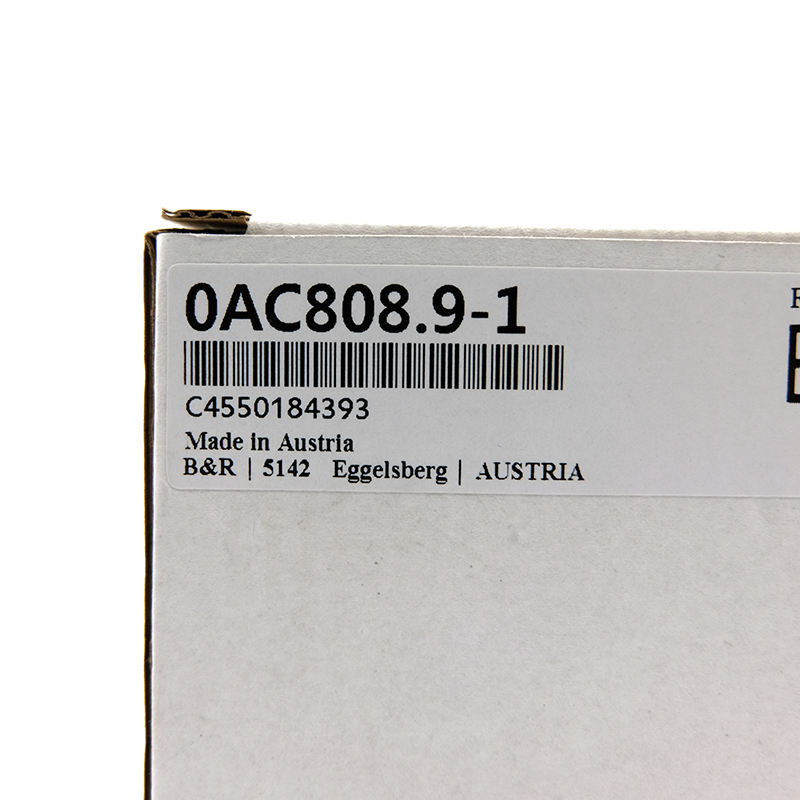 0AC808.9-1
C4550184393
Made in Austria
B&R | 5142 Eggelsberg | AUSTRIA